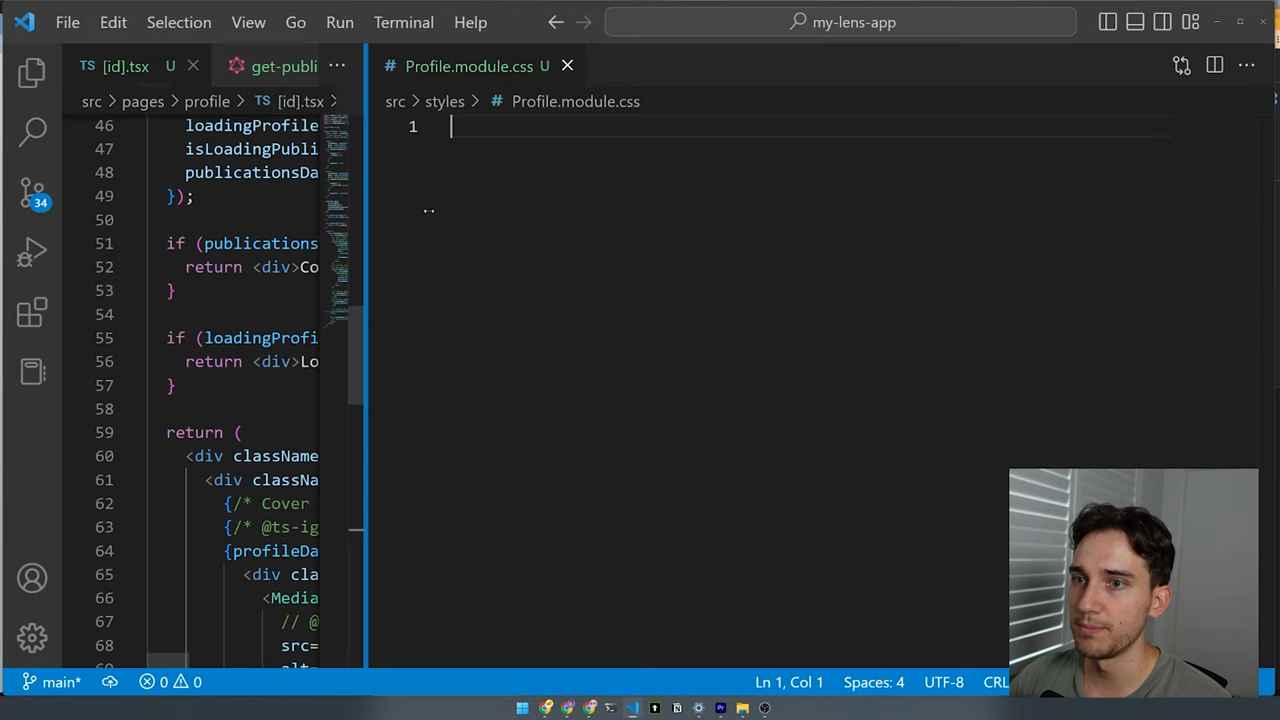 File Edit Selection View Go Run Terminal Help my-lens-app
TS [id].tsx U get-publi ···
# Profile.module.css U
src > pages > profile > TS [id].tsx >
src > styles > # Profile.module.css
46 loadingProfile
47 isLoadingPubli
48 publicationsDa
49 });
50
51 if (publications
52 return <div>Co
53 }
54
55 if (loadingProfi
56 return <div>Lo
57 }
58
59 return (
60 <div className
61 <div classNa
62 {/* Cover
63 {/* @ts-ig
64 {profileDa
65 <div cla
66 <Media
67 // @
68 src=
1
34
main* 0 0 Ln 1, Col 1 Spaces: 4 UTF-8 CRL